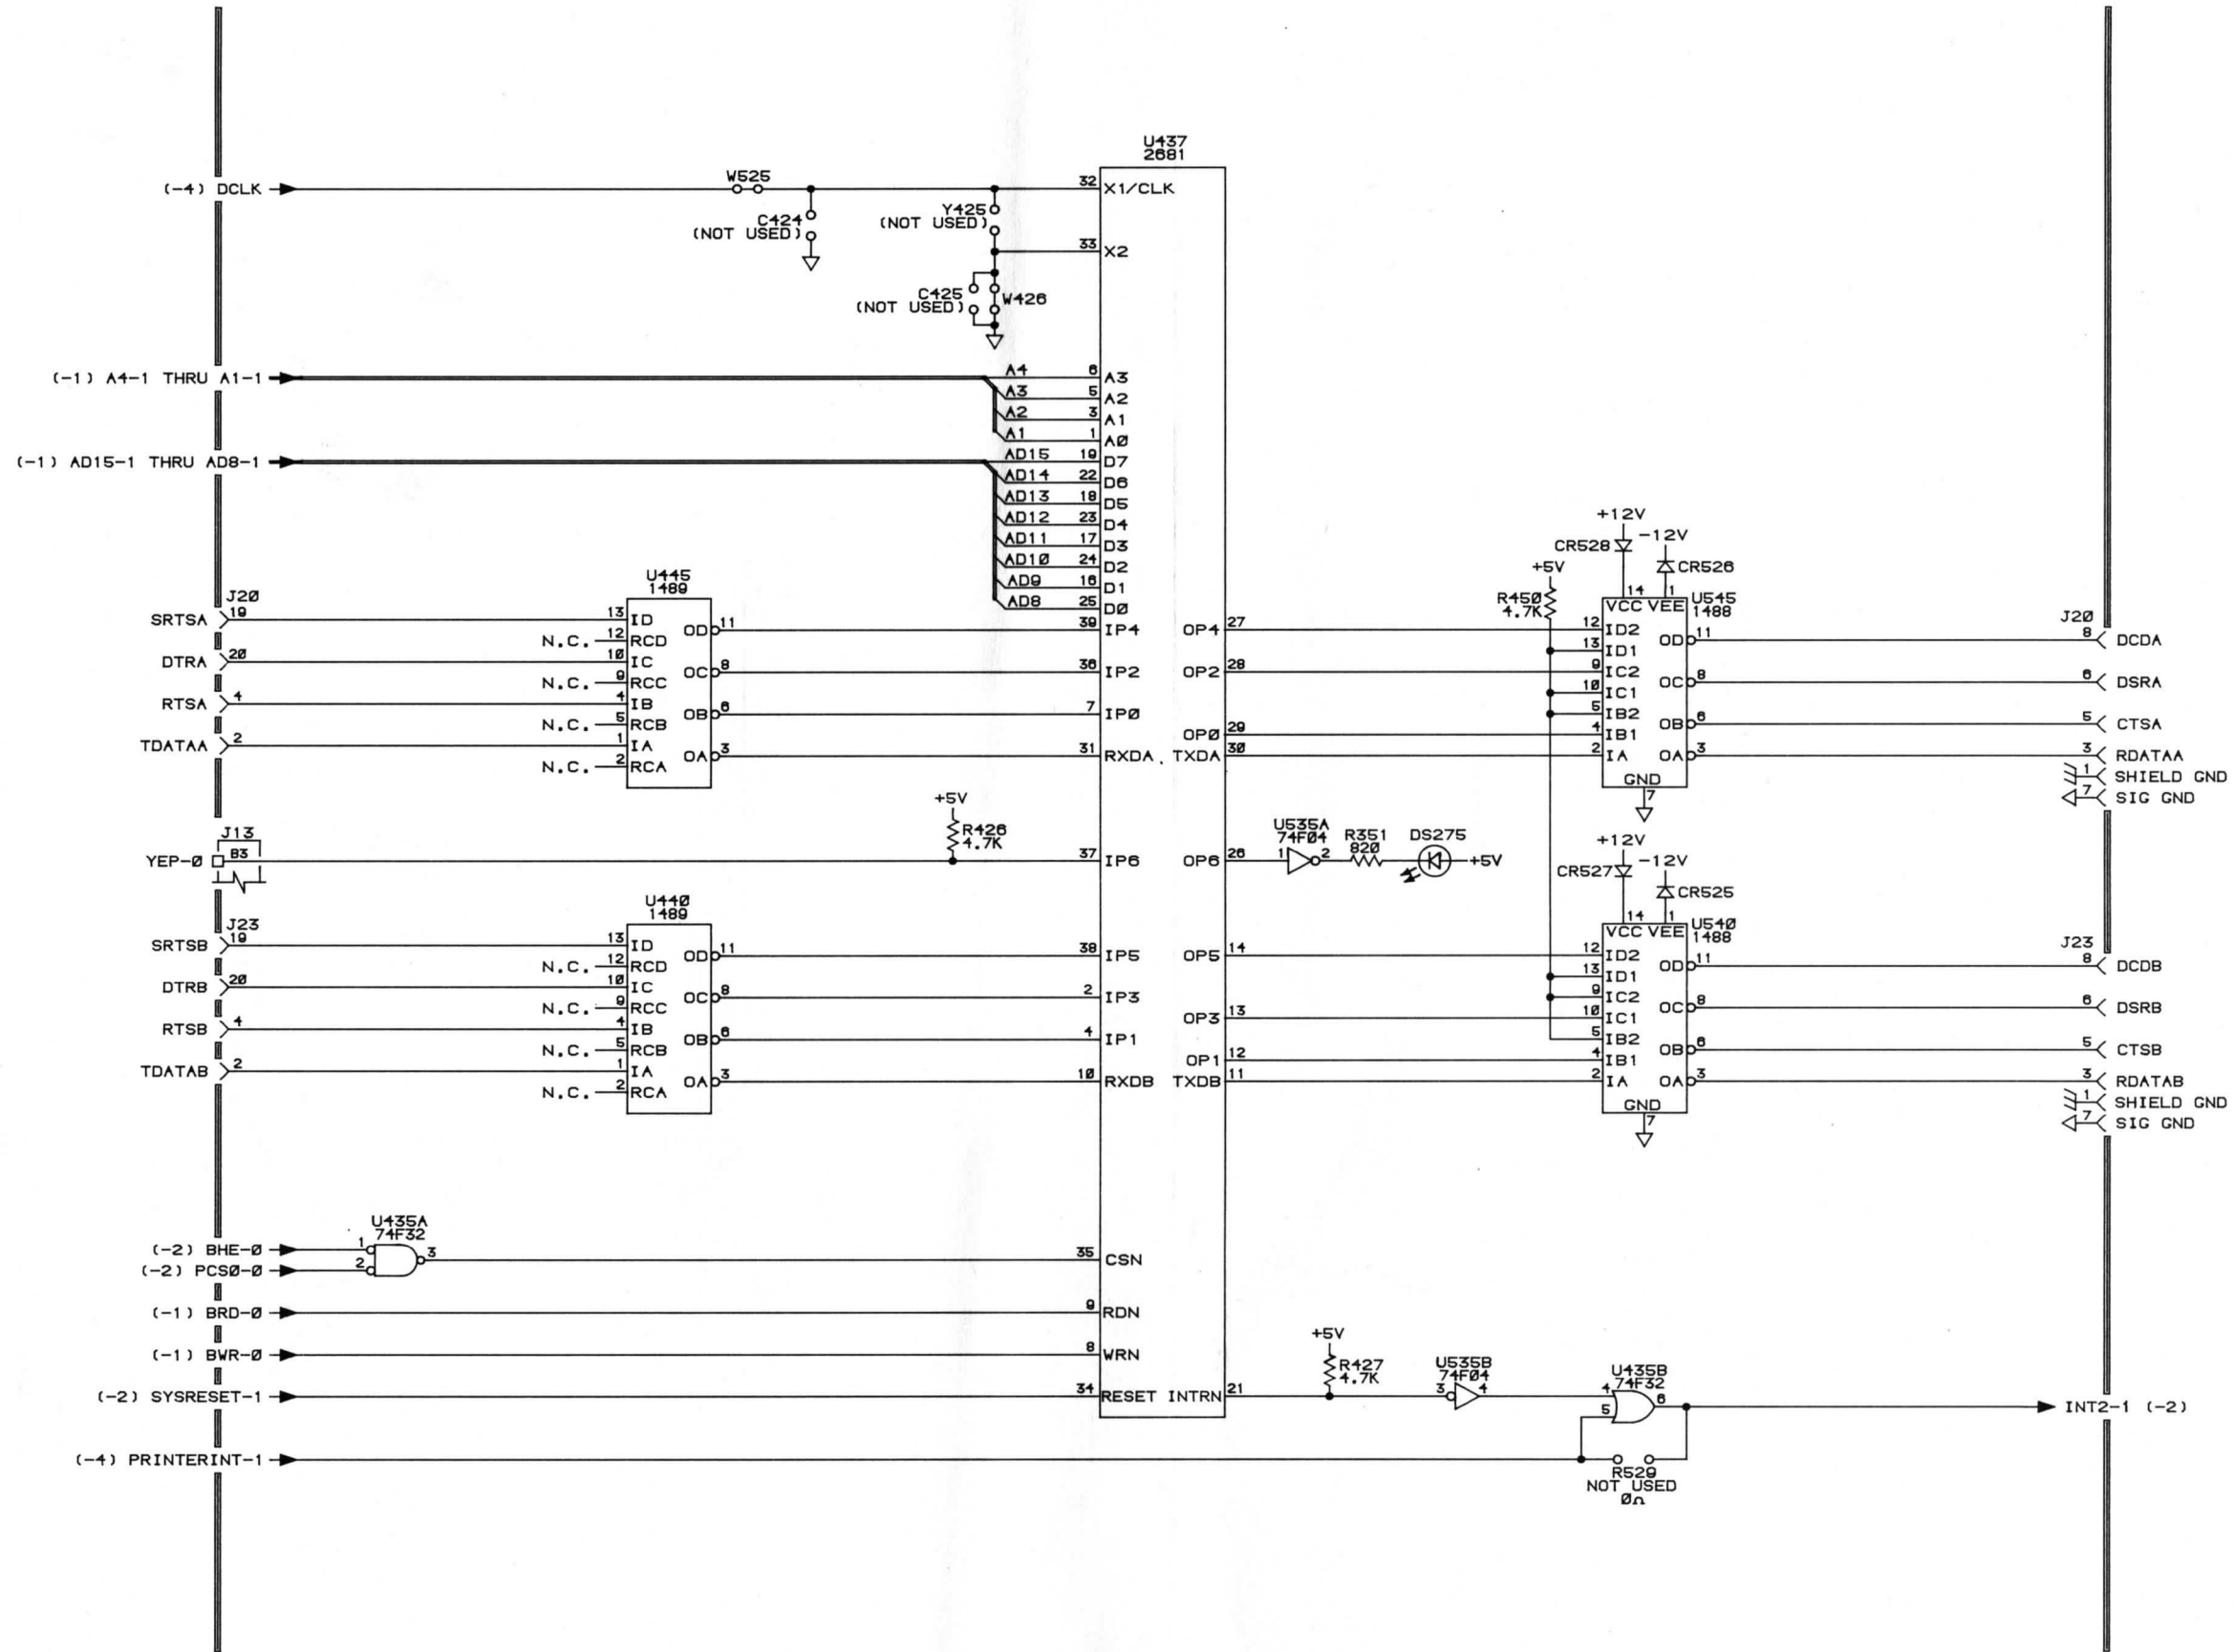 U437
2681
(-4) DCLK
W525
32 X1/CLK
C424
(NOT USED)
Y425
(NOT USED)
33 X2
C425
(NOT USED)
W426
(-1) A4-1 THRU A1-1
A4 6 A3
A3 5 A2
A2 3 A1
A1 1 AØ
(-1) AD15-1 THRU AD8-1
AD15 19 D7
AD14 22 D6
AD13 18 D5
AD12 23 D4
AD11 17 D3
AD1Ø 24 D2
AD9 16 D1
AD8 25 DØ
J2Ø
SRTSA 19
DTRA 2Ø
RTSA 4
TDATAA 2
U445
1489
13 ID
N.C. 12 RCD
1Ø IC
N.C. 9 RCC
4 IB
N.C. 5 RCB
1 IA
N.C. 2 RCA
OD 11
OC 8
OB 6
OA 3
39 IP4
36 IP2
7 IPØ
31 RXDA
OP4 27
OP2 28
OPØ 29
TXDA 3Ø
+5V
R45Ø
4.7K
+12V
CR528
-12V
CR526
14 1
VCC VEE
U545
1488
12 ID2
13 ID1
9 IC2
1Ø IC1
5 IB2
4 IB1
2 IA
OD 11
OC 8
OB 6
OA 3
GND
7
J2Ø
8 DCDA
6 DSRA
5 CTSA
3 RDATAA
1 SHIELD GND
7 SIG GND
J13
YEP-Ø B3
+5V
R426
4.7K
37 IP6
OP6 26
U535A
74FØ4
1 2
R351
82Ø
DS275
+5V
J23
SRTSB 19
DTRB 2Ø
RTSB 4
TDATAB 2
U44Ø
1489
13 ID
N.C. 12 RCD
1Ø IC
N.C. 9 RCC
4 IB
N.C. 5 RCB
1 IA
N.C. 2 RCA
OD 11
OC 8
OB 6
OA 3
38 IP5
2 IP3
4 IP1
1Ø RXDB
OP5 14
OP3 13
OP1 12
TXDB 11
+12V
CR527
-12V
CR525
14 1
VCC VEE
U54Ø
1488
12 ID2
13 ID1
9 IC2
1Ø IC1
5 IB2
4 IB1
2 IA
OD 11
OC 8
OB 6
OA 3
GND
7
J23
8 DCDB
6 DSRB
5 CTSB
3 RDATAB
1 SHIELD GND
7 SIG GND
U435A
74F32
(-2) BHE-Ø 1
(-2) PCSØ-Ø 2
3
35 CSN
(-1) BRD-Ø
9 RDN
(-1) BWR-Ø
8 WRN
(-2) SYSRESET-1
34 RESET INTRN 21
+5V
R427
4.7K
U535B
74FØ4
3 4
U435B
74F32
4
5
6
INT2-1 (-2)
(-4) PRINTERINT-1
R529
NOT USED
ØΩ